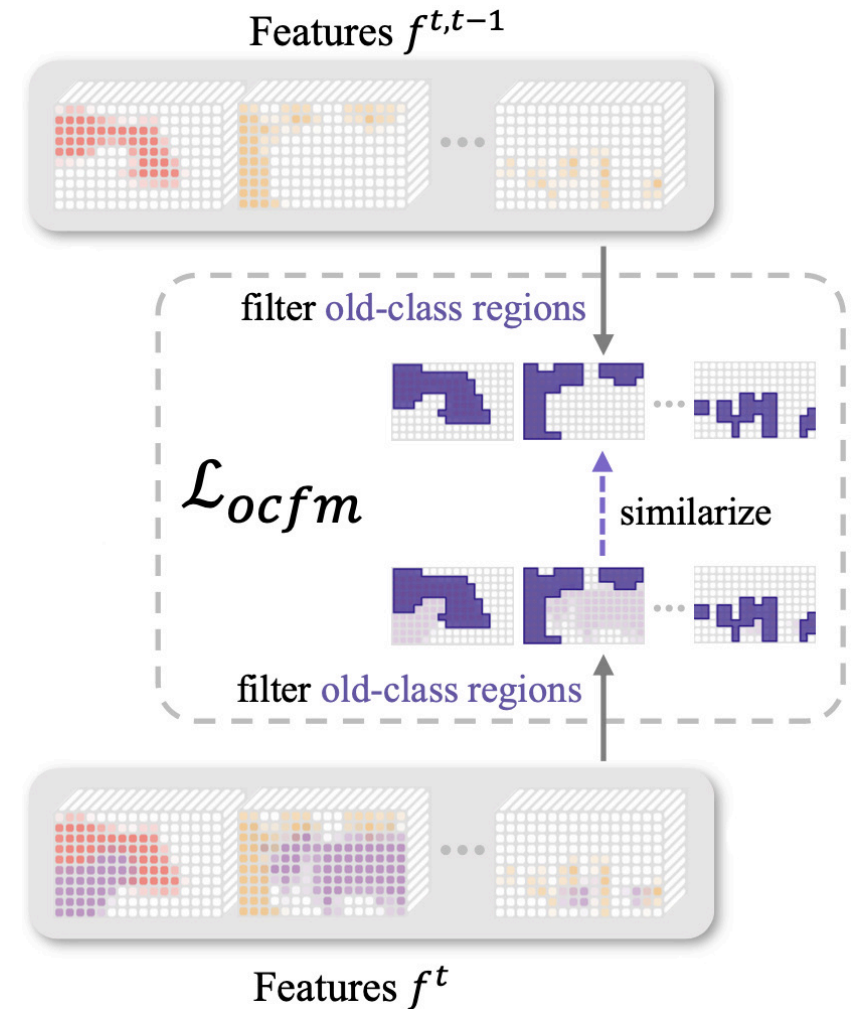 Features f^{t,t−1}
filter old-class regions
ℒ_{ocfm}
similarize
filter old-class regions
Features f^t